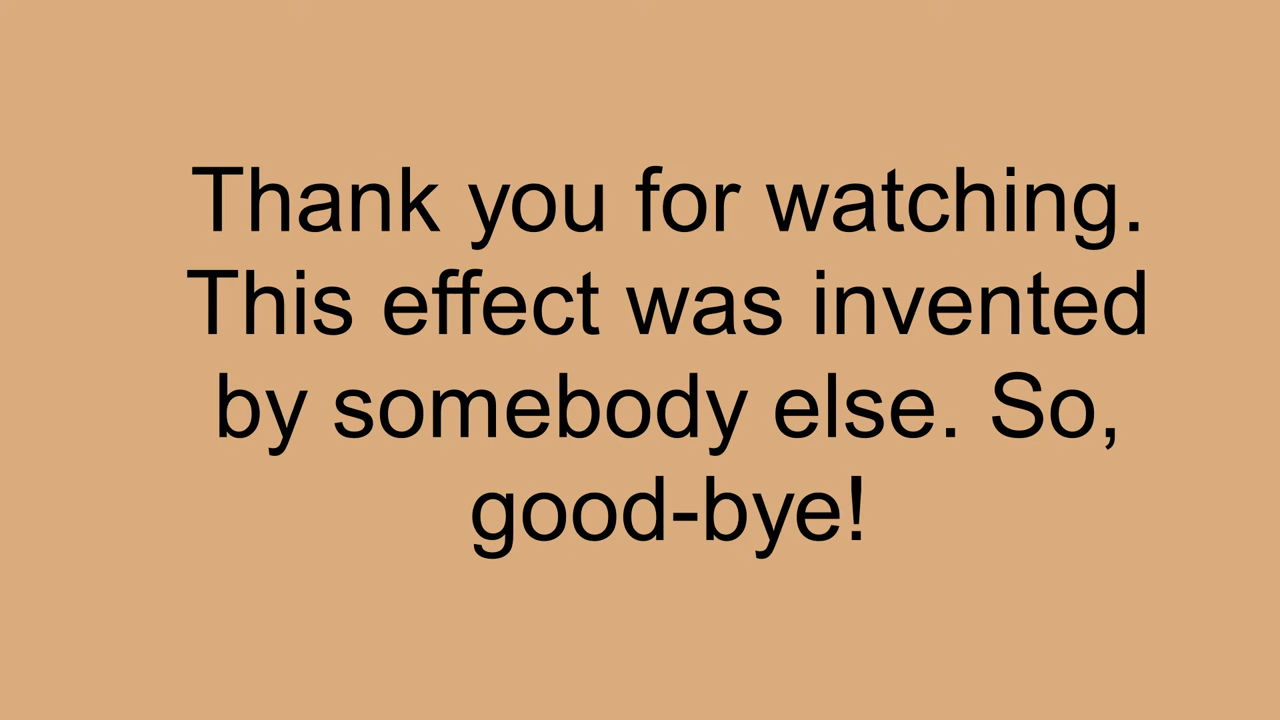 Thank you for watching.
This effect was invented
by somebody else. So,
good-bye!